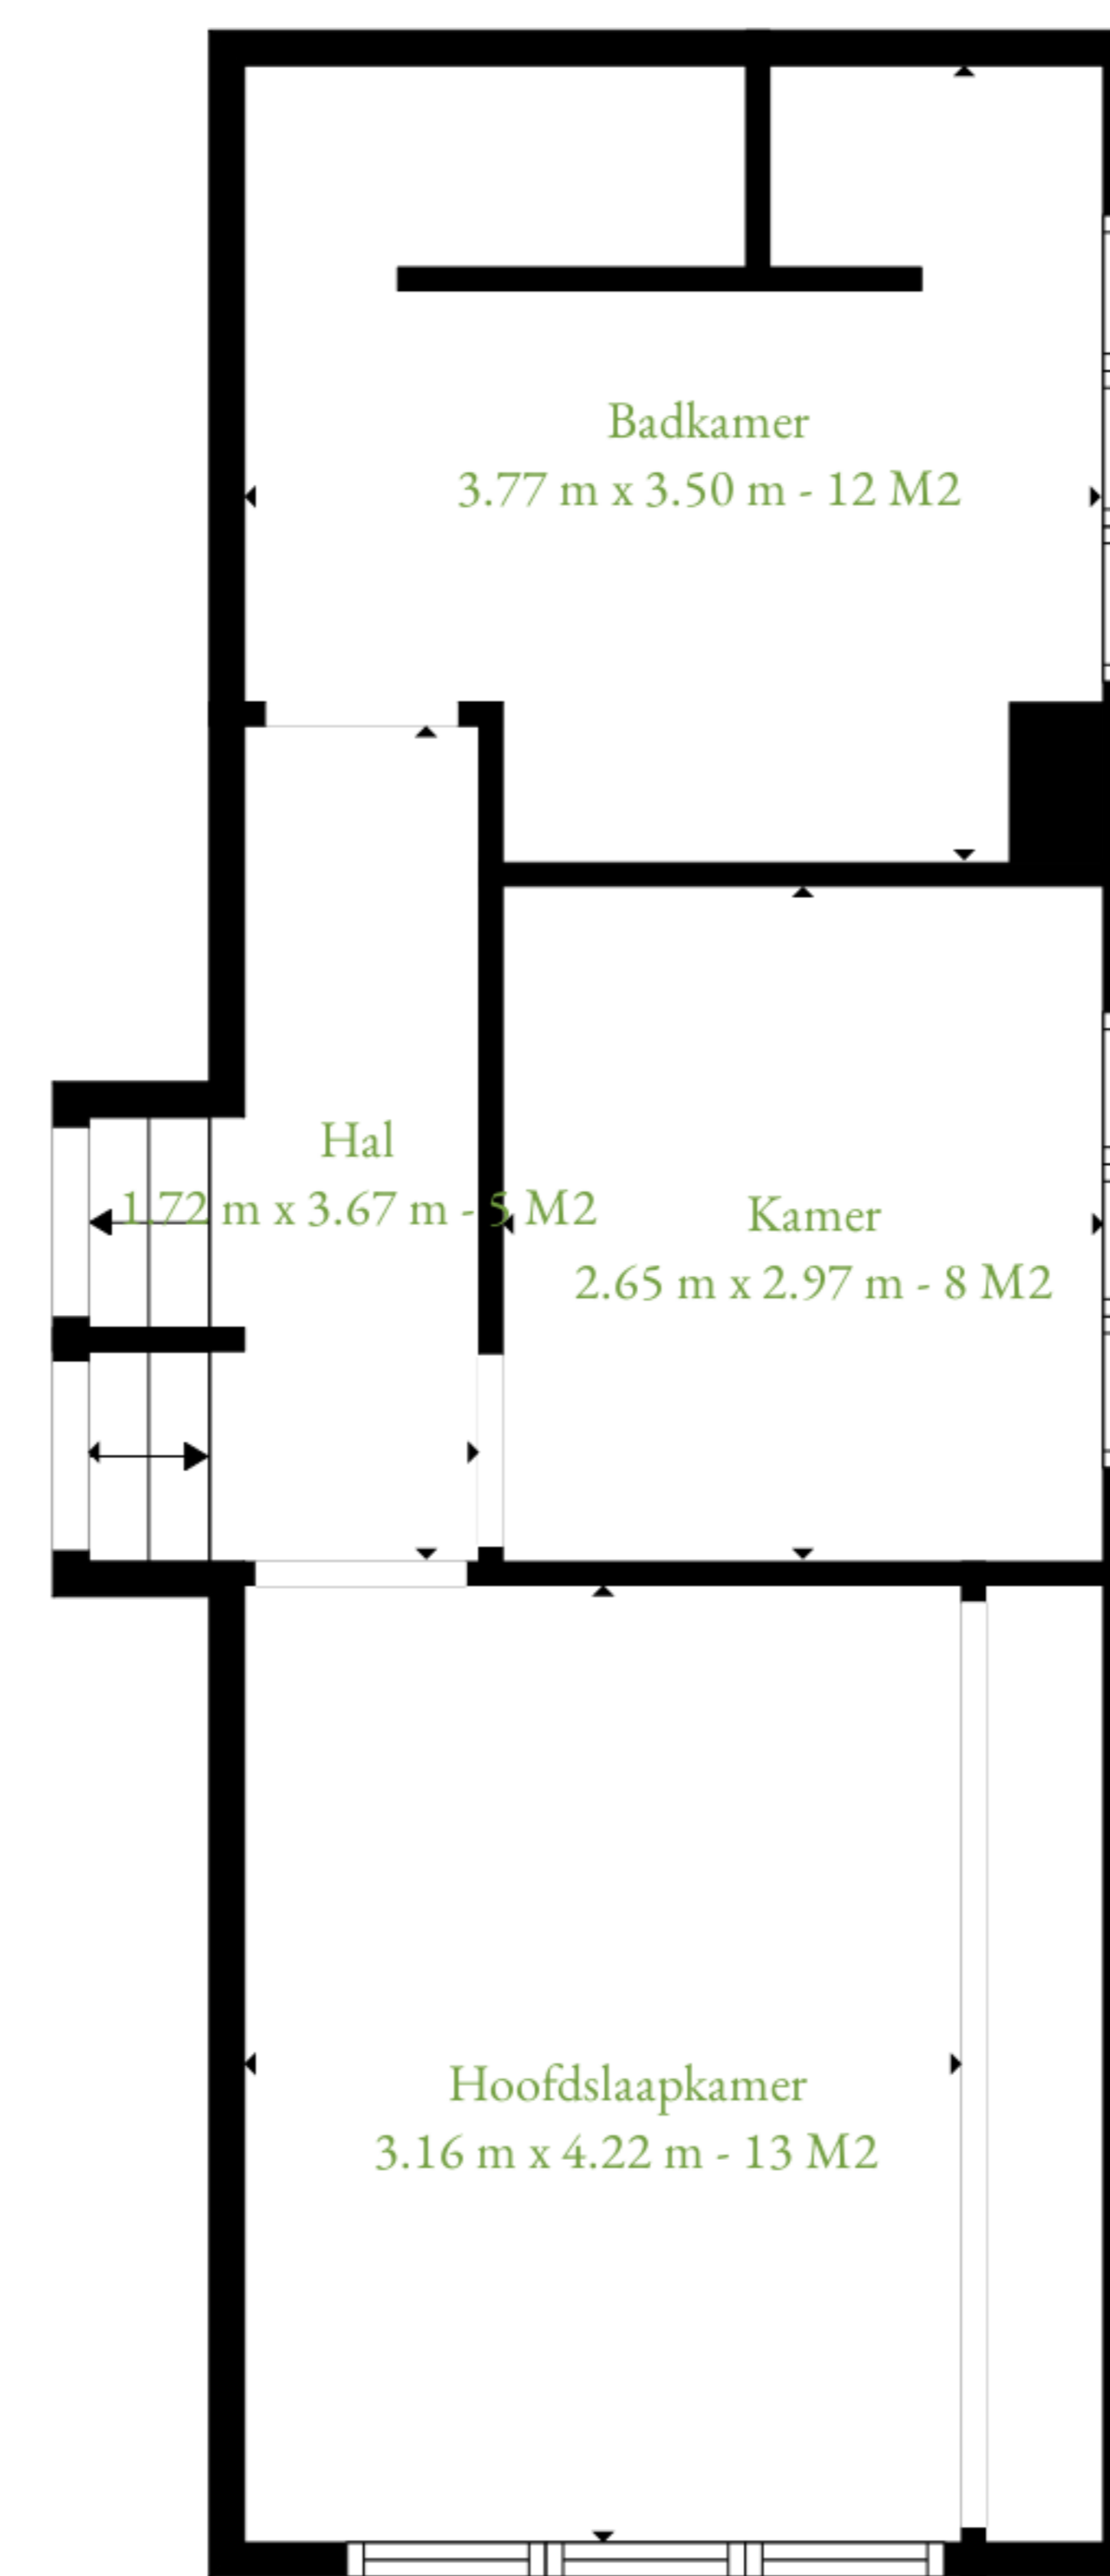 Badkamer
3.77 m x 3.50 m - 12 M2
Hal
1.72 m x 3.67 m - 5 M2
Kamer
2.65 m x 2.97 m - 8 M2
Hoofdslaapkamer
3.16 m x 4.22 m - 13 M2